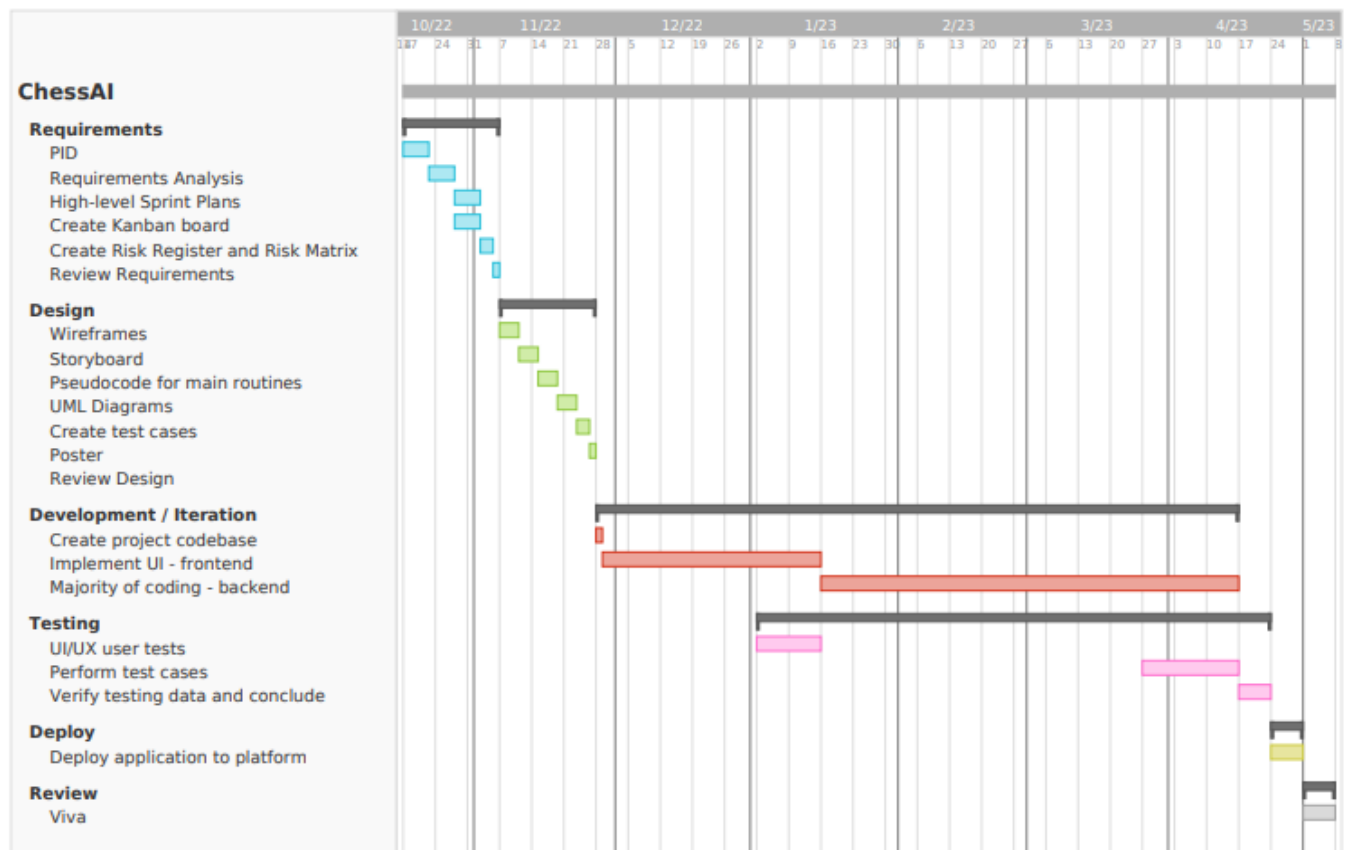 10/22 11/22 12/22 1/23 2/23 3/23 4/23 5/23
17 24 31 7 14 21 28 5 12 19 26 2 9 16 23 30 6 13 20 27 6 13 20 27 3 10 17 24 1 8
ChessAI
Requirements
PID
Requirements Analysis
High-level Sprint Plans
Create Kanban board
Create Risk Register and Risk Matrix
Review Requirements
Design
Wireframes
Storyboard
Pseudocode for main routines
UML Diagrams
Create test cases
Poster
Review Design
Development / Iteration
Create project codebase
Implement UI - frontend
Majority of coding - backend
Testing
UI/UX user tests
Perform test cases
Verify testing data and conclude
Deploy
Deploy application to platform
Review
Viva